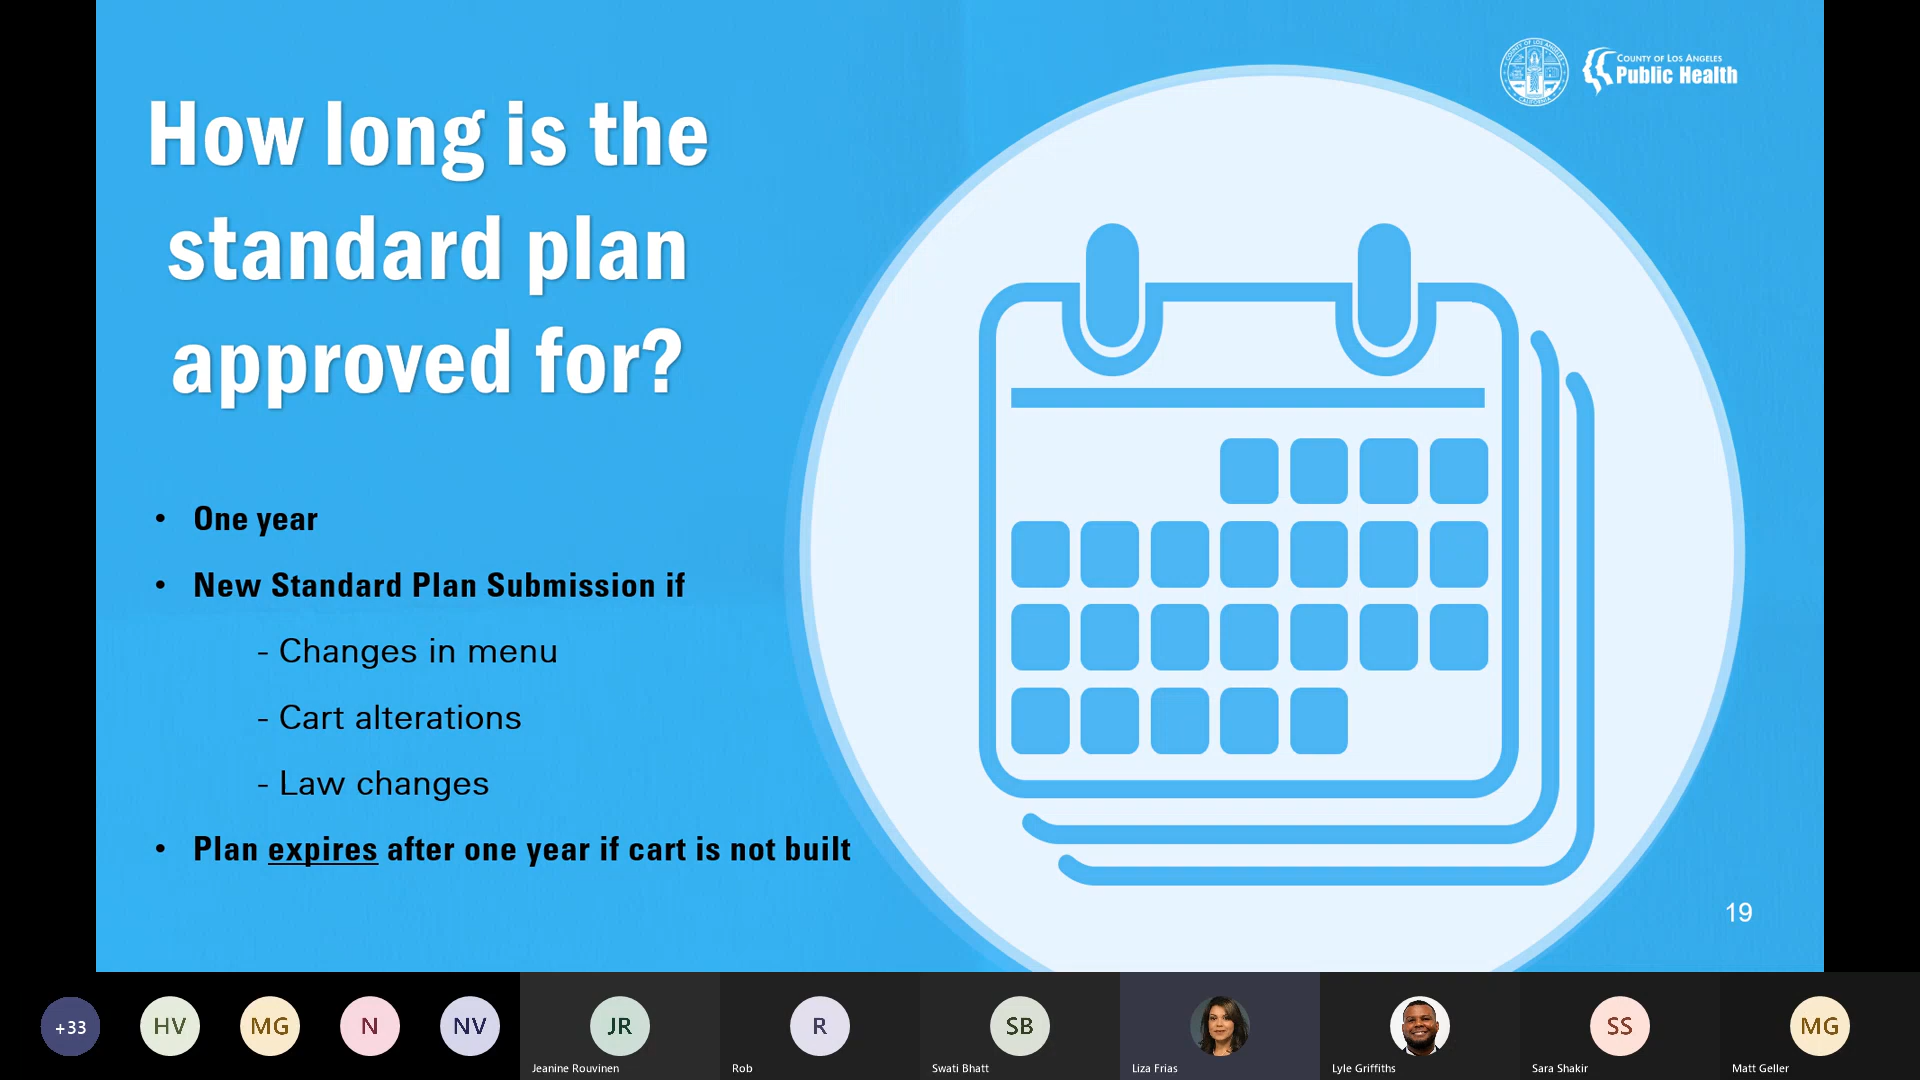 COUNTY OF LOS ANGELES
Public Health
How long is the
standard plan
approved for?
• One year
• New Standard Plan Submission if
- Changes in menu
- Cart alterations
- Law changes
• Plan expires after one year if cart is not built
19
+33
HV
MG
N
NV
JR
R
SB
SS
MG
Jeanine Rouvinen
Rob
Swati Bhatt
Liza Frias
Lyle Griffiths
Sara Shakir
Matt Geller